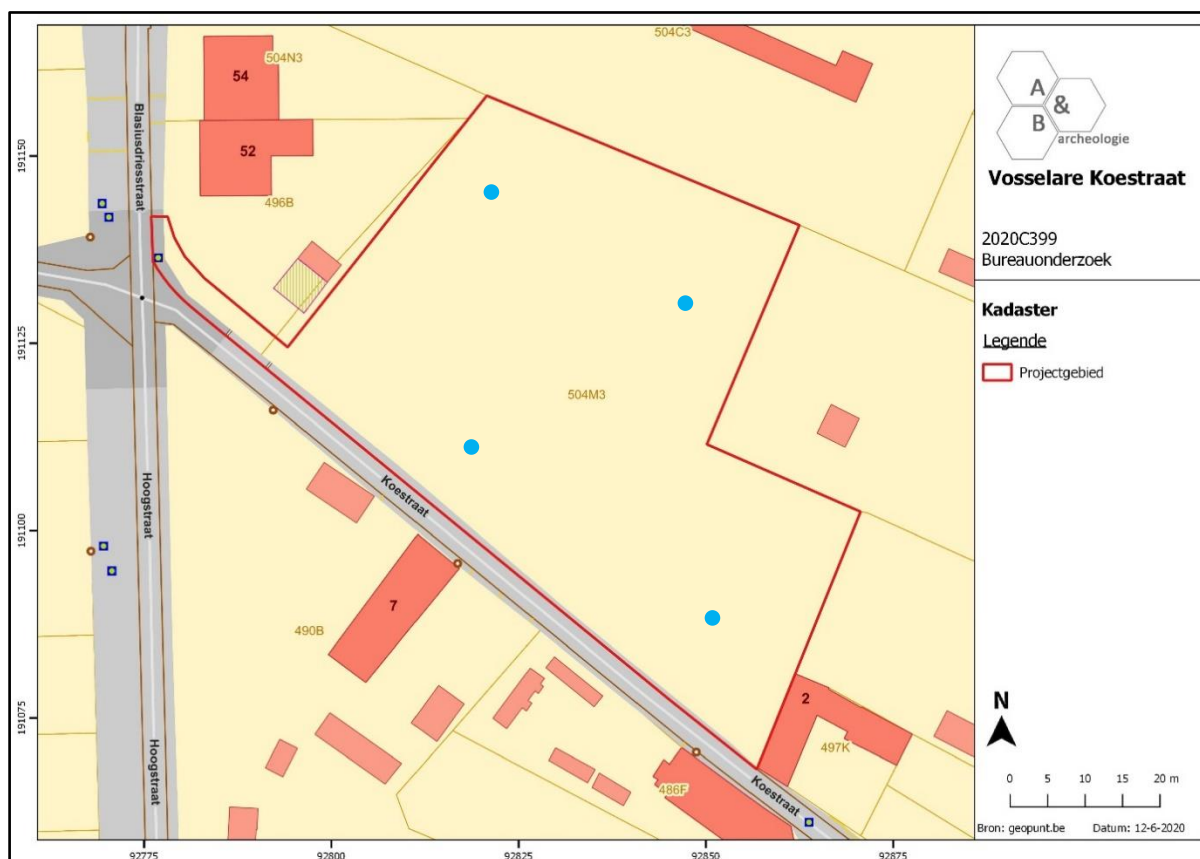 504N3
504C3
54
52
496B
Blasiusdriesstraat
504M3
Koestraat
Hoogstraat
7
490B
2
497K
486F
Koestraat
Hoogstraat
191150
191125
191100
191075
92775
92800
92825
92850
92875
A
&
B
archeologie
Vosselare Koestraat
2020C399
Bureauonderzoek
Kadaster
Legende
Projectgebied
N
0 5 10 15 20 m
Bron: geopunt.be Datum: 12-6-2020